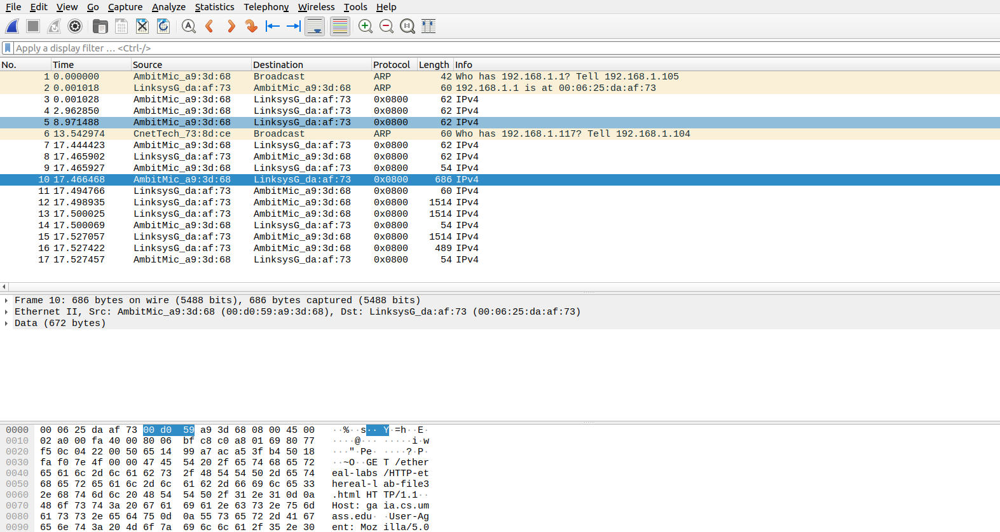 File Edit View Go Capture Analyze Statistics Telephony Wireless Tools Help
Apply a display filter … <Ctrl-/>
No. Time Source Destination Protocol Length Info
1 0.000000 AmbitMic_a9:3d:68 Broadcast ARP 42 Who has 192.168.1.1? Tell 192.168.1.105
2 0.001018 LinksysG_da:af:73 AmbitMic_a9:3d:68 ARP 60 192.168.1.1 is at 00:06:25:da:af:73
3 0.001028 AmbitMic_a9:3d:68 LinksysG_da:af:73 0x0800 62 IPv4
4 2.962850 AmbitMic_a9:3d:68 LinksysG_da:af:73 0x0800 62 IPv4
5 8.971488 AmbitMic_a9:3d:68 LinksysG_da:af:73 0x0800 62 IPv4
6 13.542974 CnetTech_73:8d:ce Broadcast ARP 60 Who has 192.168.1.117? Tell 192.168.1.104
7 17.444423 AmbitMic_a9:3d:68 LinksysG_da:af:73 0x0800 62 IPv4
8 17.465902 LinksysG_da:af:73 AmbitMic_a9:3d:68 0x0800 62 IPv4
9 17.465927 AmbitMic_a9:3d:68 LinksysG_da:af:73 0x0800 54 IPv4
10 17.466468 AmbitMic_a9:3d:68 LinksysG_da:af:73 0x0800 686 IPv4
11 17.494766 LinksysG_da:af:73 AmbitMic_a9:3d:68 0x0800 60 IPv4
12 17.498935 LinksysG_da:af:73 AmbitMic_a9:3d:68 0x0800 1514 IPv4
13 17.500025 LinksysG_da:af:73 AmbitMic_a9:3d:68 0x0800 1514 IPv4
14 17.500069 AmbitMic_a9:3d:68 LinksysG_da:af:73 0x0800 54 IPv4
15 17.527057 LinksysG_da:af:73 AmbitMic_a9:3d:68 0x0800 1514 IPv4
16 17.527422 LinksysG_da:af:73 AmbitMic_a9:3d:68 0x0800 489 IPv4
17 17.527457 AmbitMic_a9:3d:68 LinksysG_da:af:73 0x0800 54 IPv4
Frame 10: 686 bytes on wire (5488 bits), 686 bytes captured (5488 bits)
Ethernet II, Src: AmbitMic_a9:3d:68 (00:d0:59:a9:3d:68), Dst: LinksysG_da:af:73 (00:06:25:da:af:73)
Data (672 bytes)
0000 00 06 25 da af 73 00 d0 59 a9 3d 68 08 00 45 00 ··%··s·· Y·=h··E·
0010 02 a0 00 fa 40 00 80 06 bf c8 c0 a8 01 69 80 77 ····@··· ·····i·w
0020 f5 0c 04 22 00 50 65 14 99 a7 ac a5 3f b4 50 18 ···"·Pe· ····?·P·
0030 fa f0 7e 4f 00 00 47 45 54 20 2f 65 74 68 65 72 ··~O··GE T /ether
0040 65 61 6c 2d 6c 61 62 73 2f 48 54 54 50 2d 65 74 eal-labs /HTTP-et
0050 68 65 72 65 61 6c 2d 6c 61 62 2d 66 69 6c 65 33 hereal-l ab-file3
0060 2e 68 74 6d 6c 20 48 54 54 50 2f 31 2e 31 0d 0a .html HT TP/1.1··
0070 48 6f 73 74 3a 20 67 61 69 61 2e 63 73 2e 75 6d Host: ga ia.cs.um
0080 61 73 73 2e 65 64 75 0d 0a 55 73 65 72 2d 41 67 ass.edu· ·User-Ag
0090 65 6e 74 3a 20 4d 6f 7a 69 6c 6c 61 2f 35 2e 30 ent: Moz illa/5.0